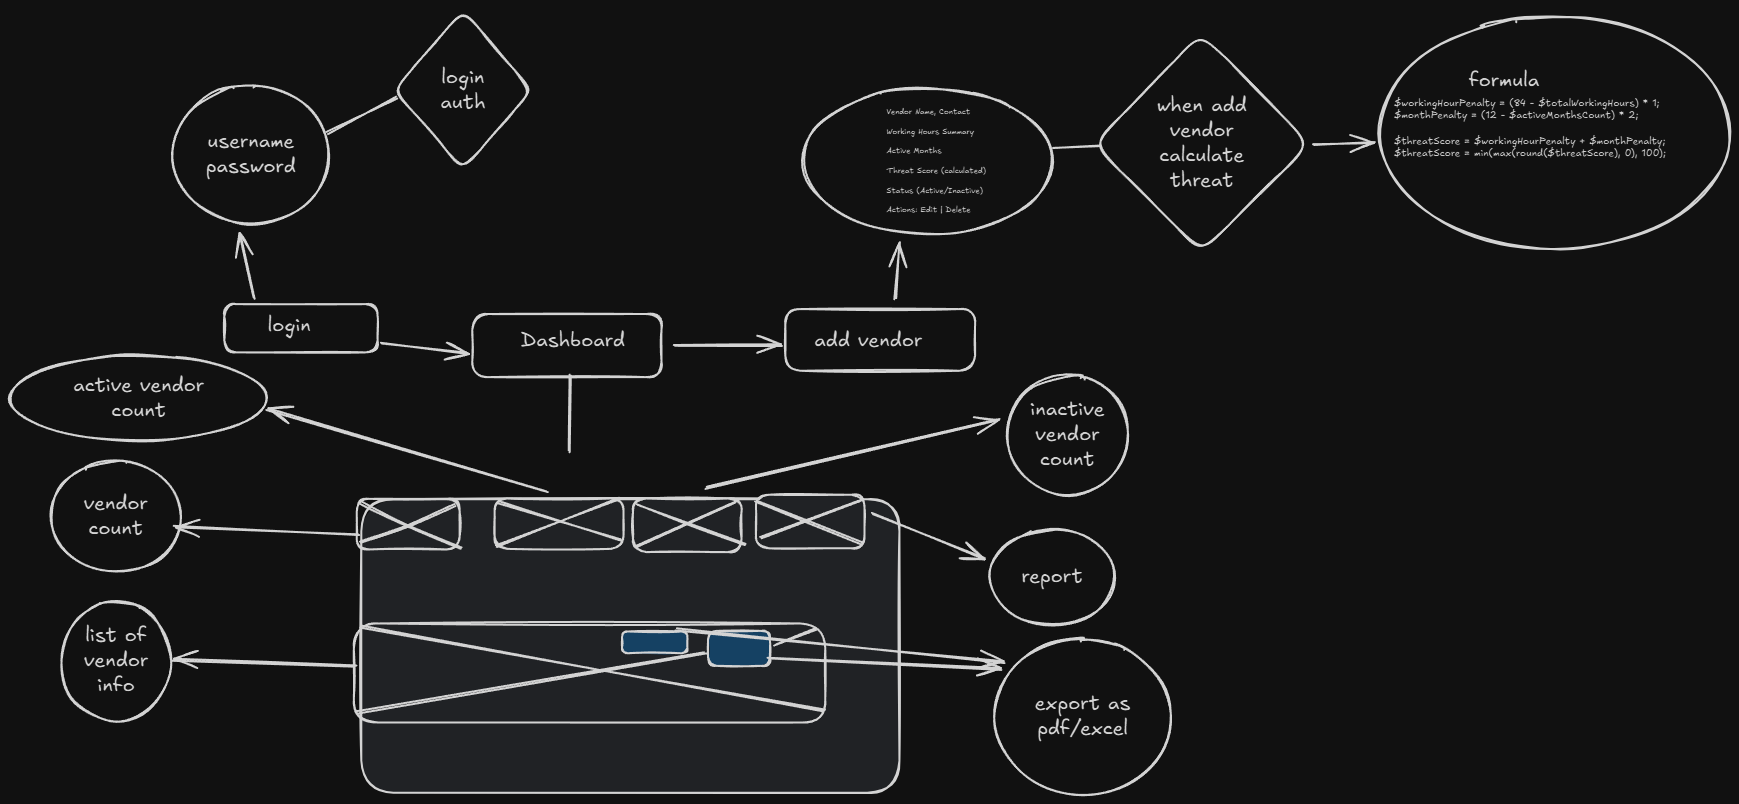 login
auth
username
password
Vendor Name, Contact
Working Hours Summary
Active Months
Threat Score (calculated)
Status (Active/Inactive)
Actions: Edit | Delete
when add
vendor
calculate
threat
formula
$workingHourPenalty = (84 - $totalWorkingHours) * 1;
$monthPenalty = (12 - $activeMonthsCount) * 2;
$threatScore = $workingHourPenalty + $monthPenalty;
$threatScore = min(max(round($threatScore), 0), 100);
login
Dashboard
add vendor
active vendor
count
inactive
vendor
count
vendor
count
report
list of
vendor
info
export as
pdf/excel